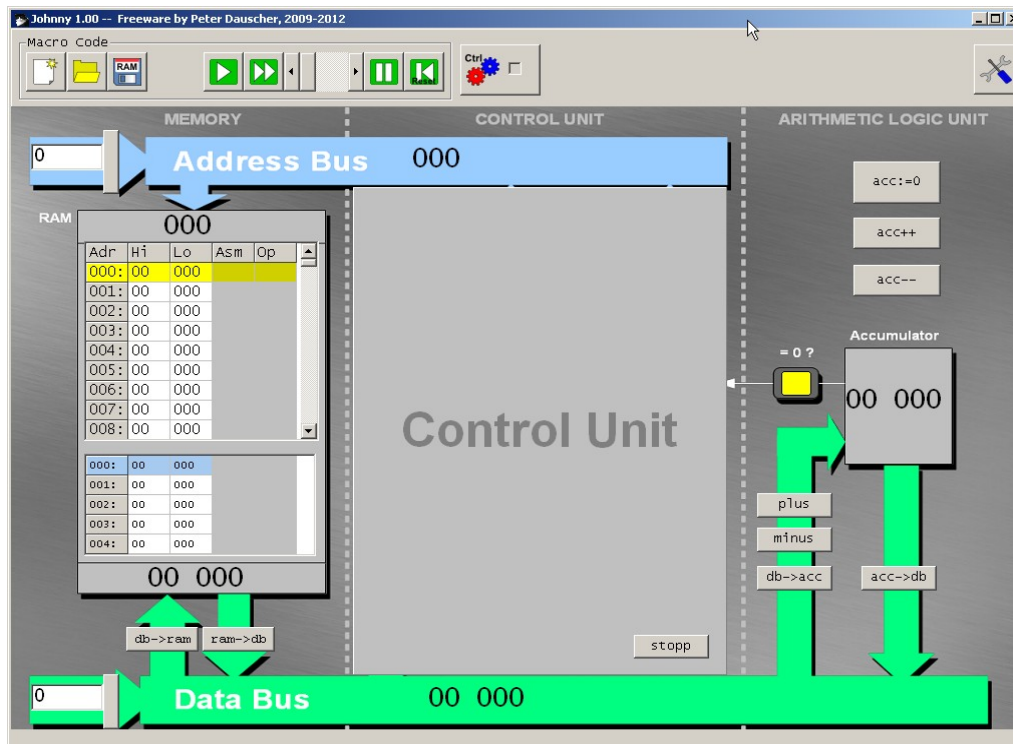 Johnny 1.00 -- Freeware by Peter Dauscher, 2009-2012
Macro Code
RAM
Reset
Ctrl
MEMORY
CONTROL UNIT
ARITHMETIC LOGIC UNIT
0
Address Bus 000
acc:=0
RAM
000
acc++
Adr Hi Lo Asm Op
000: 00 000
001: 00 000
002: 00 000
003: 00 000
004: 00 000
005: 00 000
006: 00 000
007: 00 000
008: 00 000
acc--
Accumulator
= 0 ?
00 000
Control Unit
000: 00 000
001: 00 000
002: 00 000
003: 00 000
004: 00 000
plus
minus
db->acc
acc->db
00 000
db->ram
ram->db
stopp
0
Data Bus 00 000